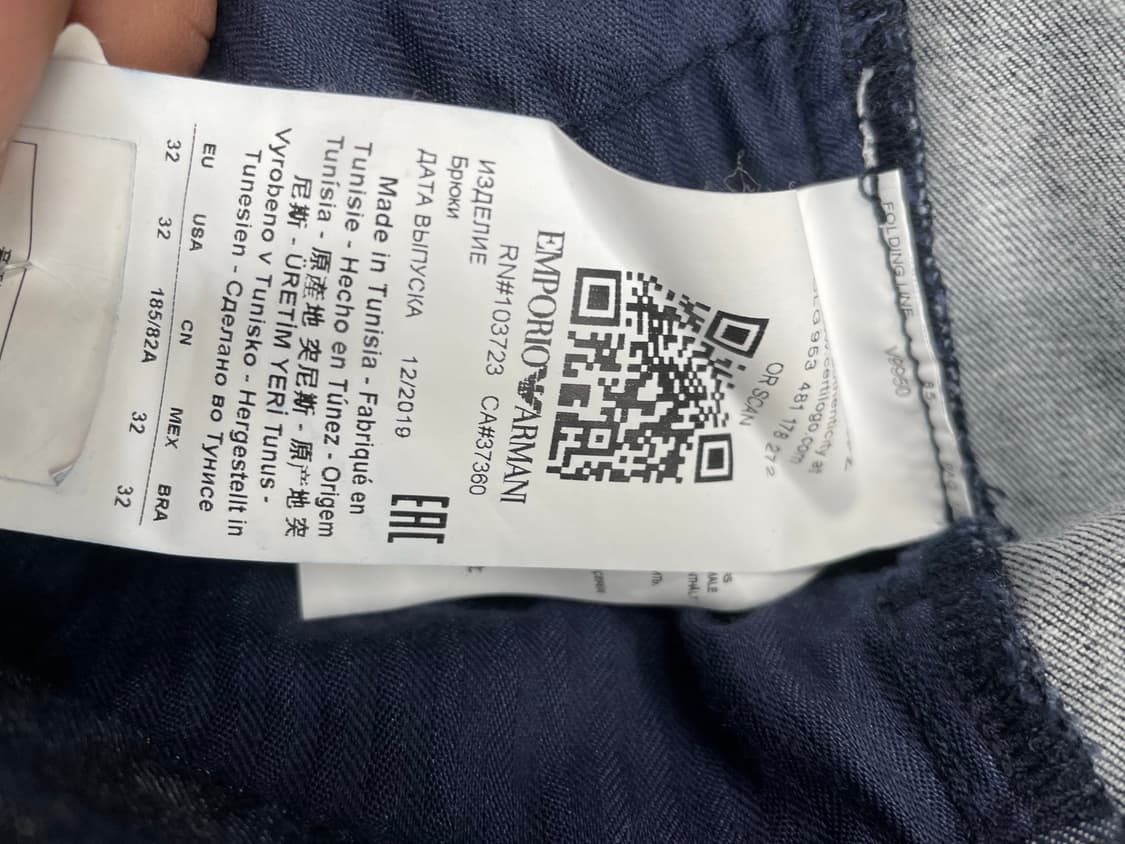 FOLDING LINE
V9950
certilogo.com
953 481 178 272
OR SCAN
EMPORIO ARMANI
RN#103723 CA#37360
ИЗДЕЛИЕ
Брюки
ДАТА ВЫПУСКА 12/2019
EAC
Made in Tunisia - Fabriqué en
Tunisie - Hecho en Túnez - Origem
Tunísia - 原產地 突尼斯 - 原产地 突
尼斯 - ÜRETİM YERİ Tunus -
Vyrobeno v Tunisko - Hergestellt in
Tunesien - Сделано во Тунисе
EU USA CN MEX BRA
32 32 185/82A 32 32